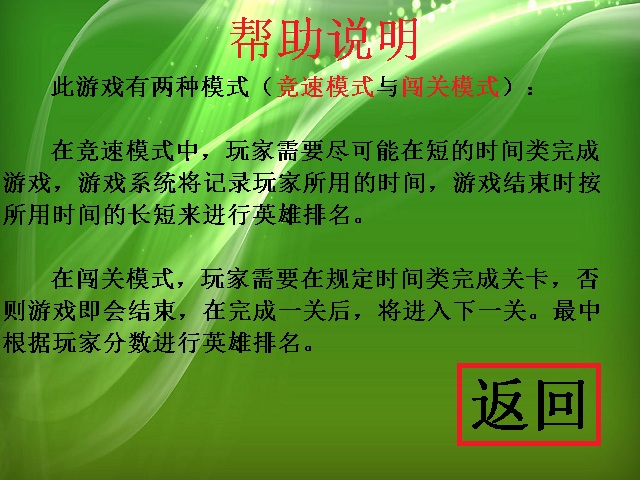 帮助说明
此游戏有两种模式（竞速模式与闯关模式）：
在竞速模式中，玩家需要尽可能在短的时间类完成
游戏，游戏系统将记录玩家所用的时间，游戏结束时按
所用时间的长短来进行英雄排名。
在闯关模式，玩家需要在规定时间类完成关卡，否
则游戏即会结束，在完成一关后，将进入下一关。最中
根据玩家分数进行英雄排名。
返回